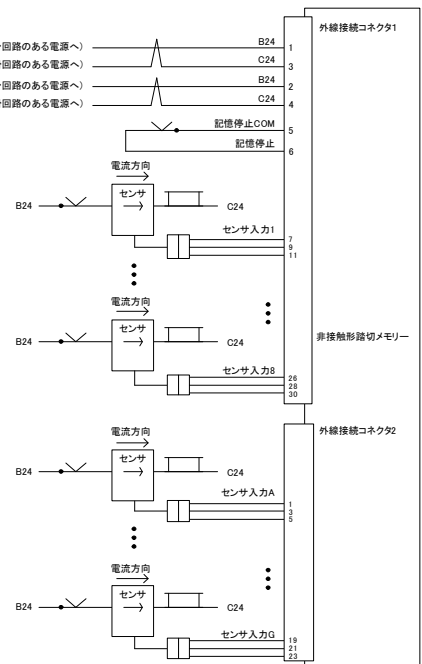 外線接続コネクタ1
回路のある電源へ) B24 1
回路のある電源へ) C24 3
回路のある電源へ) B24 2
回路のある電源へ) C24 4
記憶停止COM 5
記憶停止 6
電流方向
センサ
B24 C24
センサ入力1
7
9
11
電流方向
センサ
B24 C24
非接触形踏切メモリー
センサ入力8
26
28
30
外線接続コネクタ2
電流方向
センサ
B24 C24
センサ入力A
1
3
5
電流方向
センサ
B24 C24
センサ入力G
19
21
23